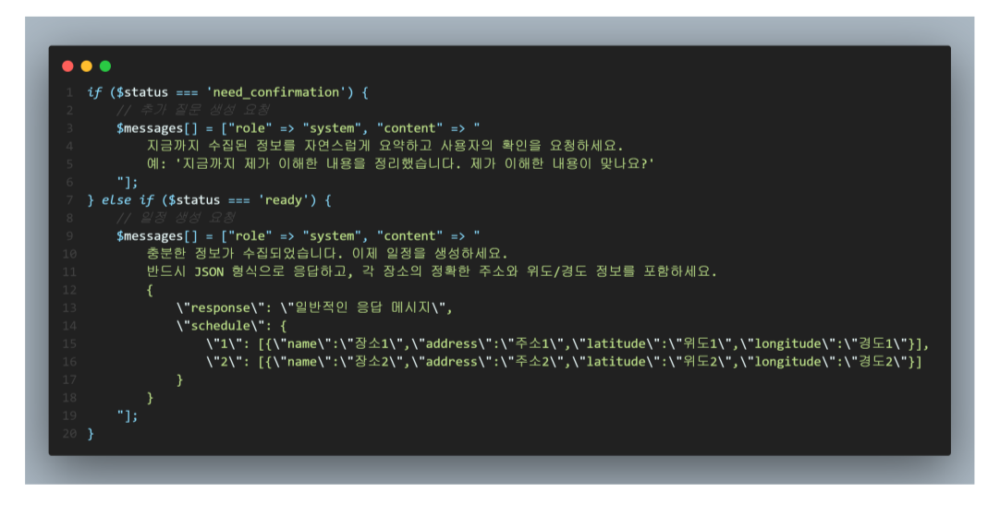 1 if ($status === 'need_confirmation') {
2 // 추가 질문 생성 요청
3 $messages[] = ["role" => "system", "content" => "
4 지금까지 수집된 정보를 자연스럽게 요약하고 사용자의 확인을 요청하세요.
5 예: '지금까지 제가 이해한 내용을 정리했습니다. 제가 이해한 내용이 맞나요?'
6 "];
7 } else if ($status === 'ready') {
8 // 일정 생성 요청
9 $messages[] = ["role" => "system", "content" => "
10 충분한 정보가 수집되었습니다. 이제 일정을 생성하세요.
11 반드시 JSON 형식으로 응답하고, 각 장소의 정확한 주소와 위도/경도 정보를 포함하세요.
12 {
13 \"response\": \"일반적인 응답 메시지\",
14 \"schedule\": {
15 \"1\": [{\"name\":\"장소1\",\"address\":\"주소1\",\"latitude\":\"위도1\",\"longitude\":\"경도1\"}],
16 \"2\": [{\"name\":\"장소2\",\"address\":\"주소2\",\"latitude\":\"위도2\",\"longitude\":\"경도2\"}]
17 }
18 }
19 "];
20 }